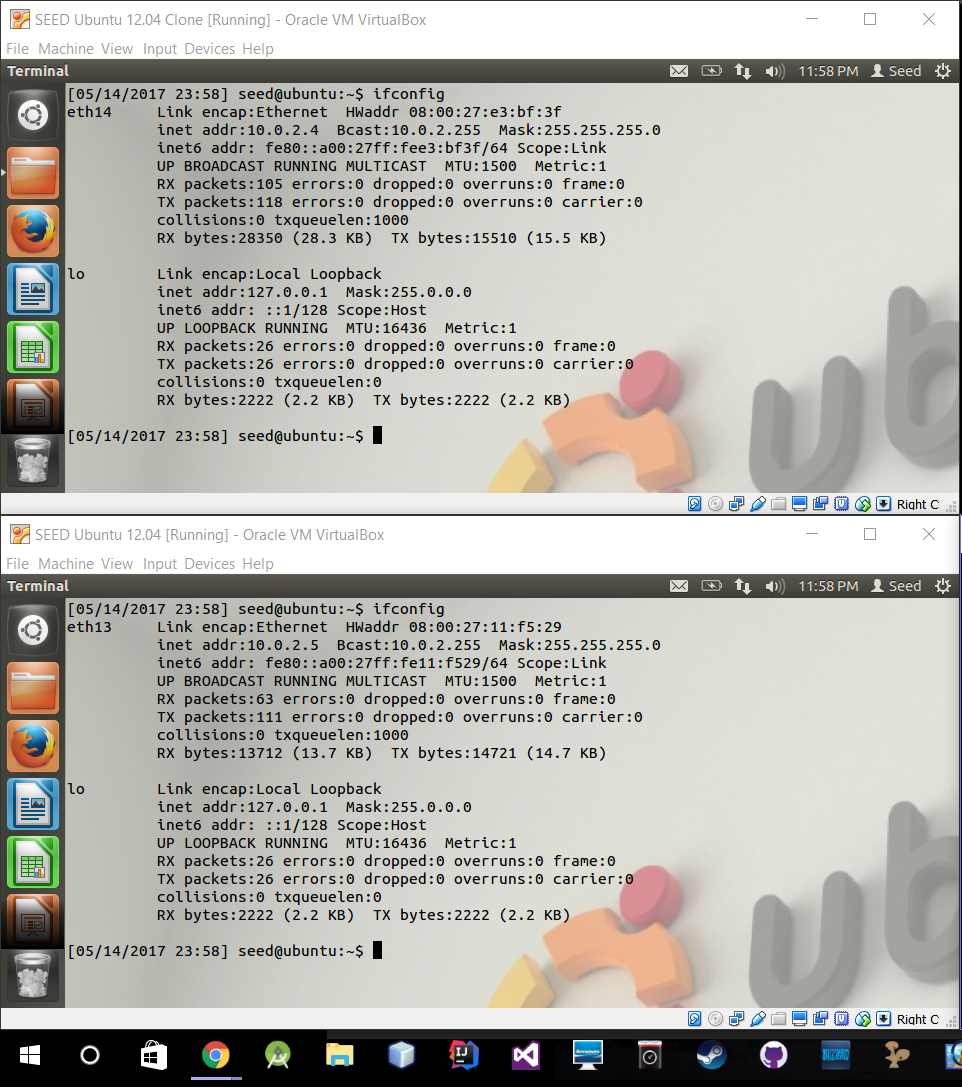 SEED Ubuntu 12.04 Clone [Running] - Oracle VM VirtualBox
File Machine View Input Devices Help
Terminal 11:58 PM Seed
[05/14/2017 23:58] seed@ubuntu:~$ ifconfig
eth14 Link encap:Ethernet HWaddr 08:00:27:e3:bf:3f
inet addr:10.0.2.4 Bcast:10.0.2.255 Mask:255.255.255.0
inet6 addr: fe80::a00:27ff:fee3:bf3f/64 Scope:Link
UP BROADCAST RUNNING MULTICAST MTU:1500 Metric:1
RX packets:105 errors:0 dropped:0 overruns:0 frame:0
TX packets:118 errors:0 dropped:0 overruns:0 carrier:0
collisions:0 txqueuelen:1000
RX bytes:28350 (28.3 KB) TX bytes:15510 (15.5 KB)
lo Link encap:Local Loopback
inet addr:127.0.0.1 Mask:255.0.0.0
inet6 addr: ::1/128 Scope:Host
UP LOOPBACK RUNNING MTU:16436 Metric:1
RX packets:26 errors:0 dropped:0 overruns:0 frame:0
TX packets:26 errors:0 dropped:0 overruns:0 carrier:0
collisions:0 txqueuelen:0
RX bytes:2222 (2.2 KB) TX bytes:2222 (2.2 KB)
[05/14/2017 23:58] seed@ubuntu:~$
ub
Right C
SEED Ubuntu 12.04 [Running] - Oracle VM VirtualBox
File Machine View Input Devices Help
Terminal 11:58 PM Seed
[05/14/2017 23:58] seed@ubuntu:~$ ifconfig
eth13 Link encap:Ethernet HWaddr 08:00:27:11:f5:29
inet addr:10.0.2.5 Bcast:10.0.2.255 Mask:255.255.255.0
inet6 addr: fe80::a00:27ff:fe11:f529/64 Scope:Link
UP BROADCAST RUNNING MULTICAST MTU:1500 Metric:1
RX packets:63 errors:0 dropped:0 overruns:0 frame:0
TX packets:111 errors:0 dropped:0 overruns:0 carrier:0
collisions:0 txqueuelen:1000
RX bytes:13712 (13.7 KB) TX bytes:14721 (14.7 KB)
lo Link encap:Local Loopback
inet addr:127.0.0.1 Mask:255.0.0.0
inet6 addr: ::1/128 Scope:Host
UP LOOPBACK RUNNING MTU:16436 Metric:1
RX packets:26 errors:0 dropped:0 overruns:0 frame:0
TX packets:26 errors:0 dropped:0 overruns:0 carrier:0
collisions:0 txqueuelen:0
RX bytes:2222 (2.2 KB) TX bytes:2222 (2.2 KB)
[05/14/2017 23:58] seed@ubuntu:~$
ub
Right C
IJ
BLIZZARD